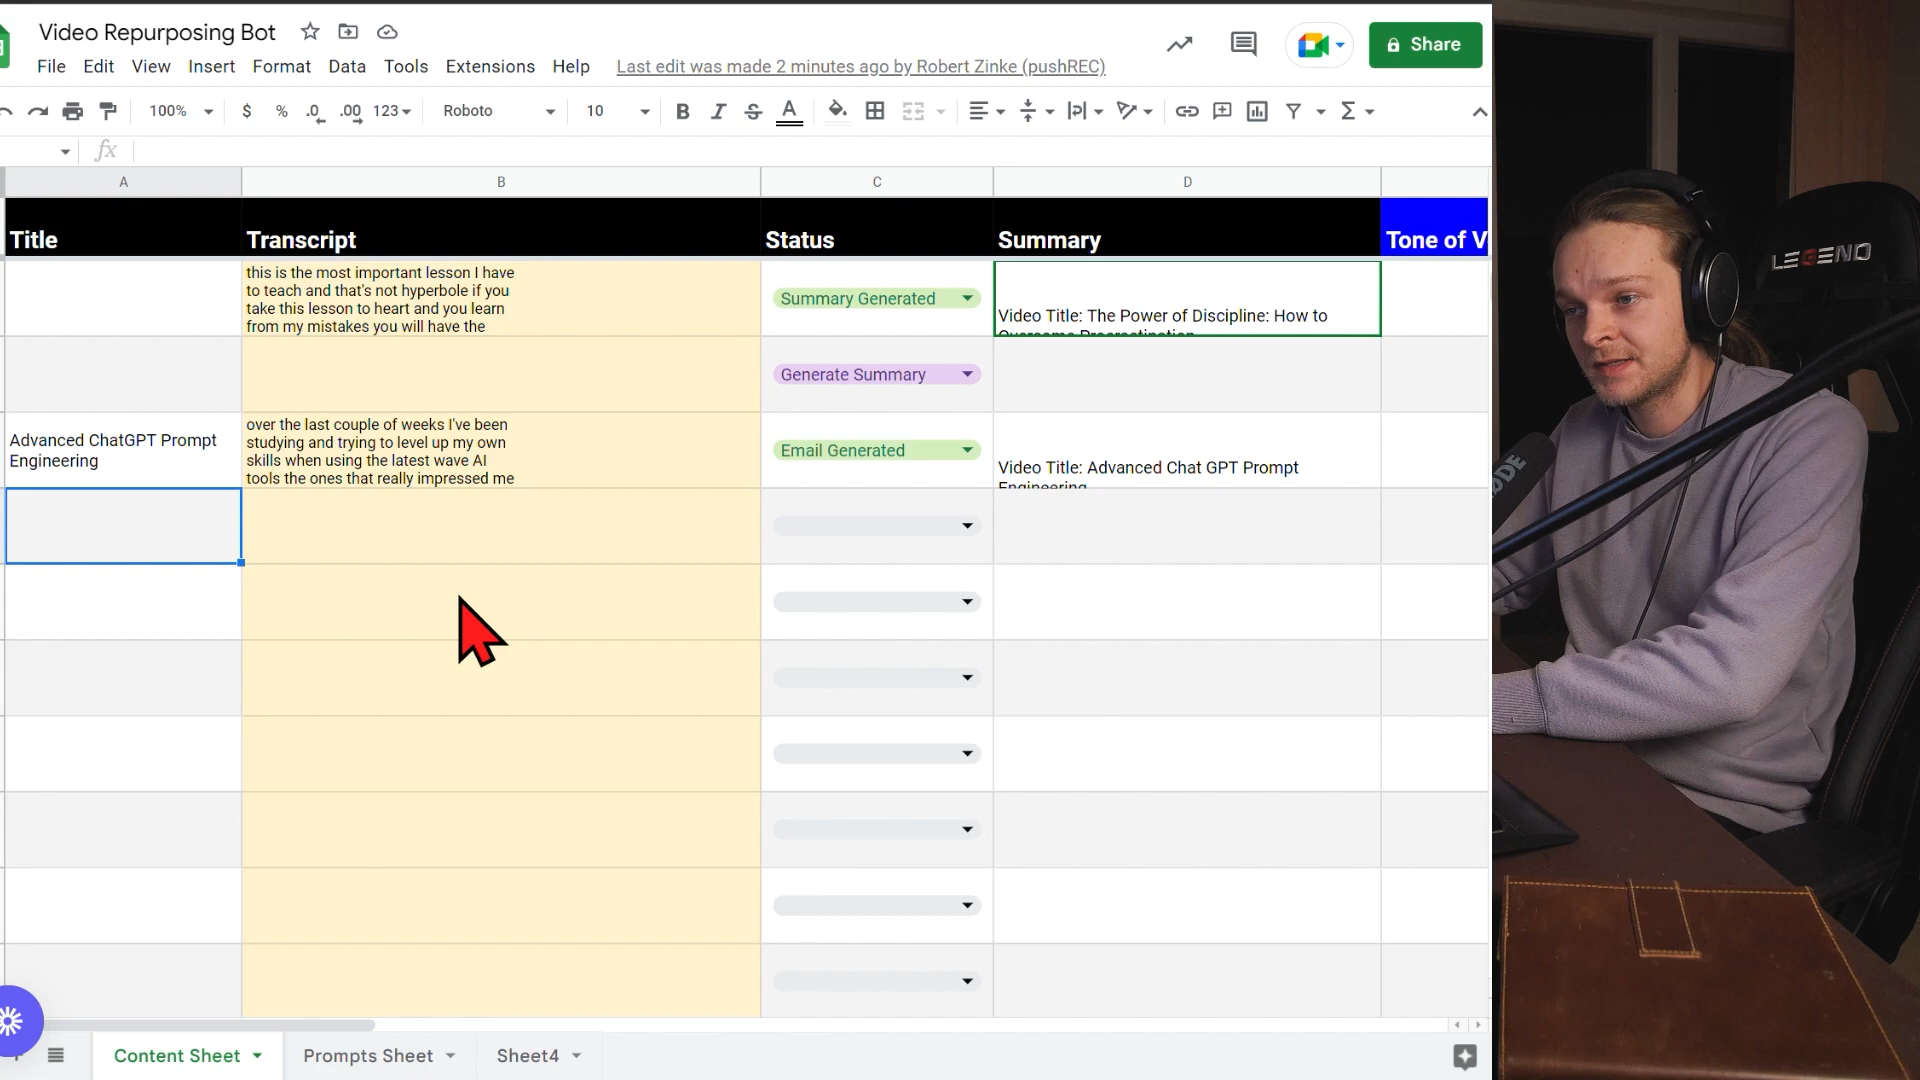 Video Repurposing Bot
Share
File Edit View Insert Format Data Tools Extensions Help Last edit was made 2 minutes ago by Robert Zinke (pushREC)
100% $ % .0 .00 123 Roboto 10 B I S A
fx
A B C D
Title Transcript Status Summary Tone of V
this is the most important lesson I have
to teach and that's not hyperbole if you
take this lesson to heart and you learn
from my mistakes you will have the
Summary Generated
Video Title: The Power of Discipline: How to
Overcome Procrastination
Generate Summary
Advanced ChatGPT Prompt
Engineering
over the last couple of weeks I've been
studying and trying to level up my own
skills when using the latest wave AI
tools the ones that really impressed me
Email Generated
Video Title: Advanced Chat GPT Prompt
Engineering
Content Sheet Prompts Sheet Sheet4
LEGEND
RODE